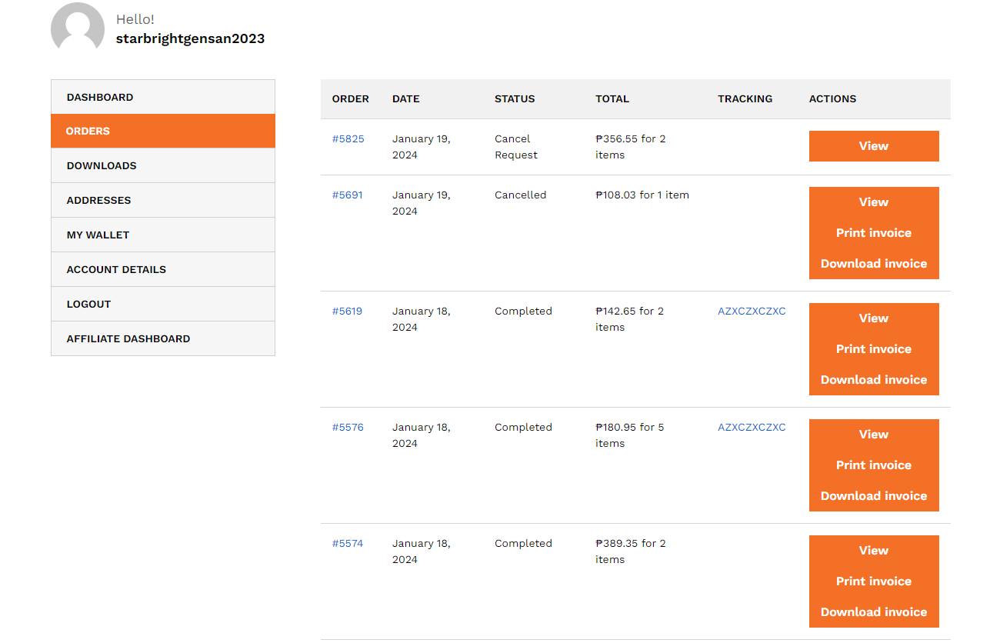 Hello!
starbrightgensan2023
DASHBOARD
ORDERS
DOWNLOADS
ADDRESSES
MY WALLET
ACCOUNT DETAILS
LOGOUT
AFFILIATE DASHBOARD
ORDER DATE STATUS TOTAL TRACKING ACTIONS
#5825 January 19, Cancel ₱356.55 for 2 View
2024 Request items
#5691 January 19, Cancelled ₱108.03 for 1 item View
2024
Print invoice
Download invoice
#5619 January 18, Completed ₱142.65 for 2 AZXCZXCZXC View
2024 items
Print invoice
Download invoice
#5576 January 18, Completed ₱180.95 for 5 AZXCZXCZXC View
2024 items
Print invoice
Download invoice
#5574 January 18, Completed ₱389.35 for 2 View
2024 items
Print invoice
Download invoice